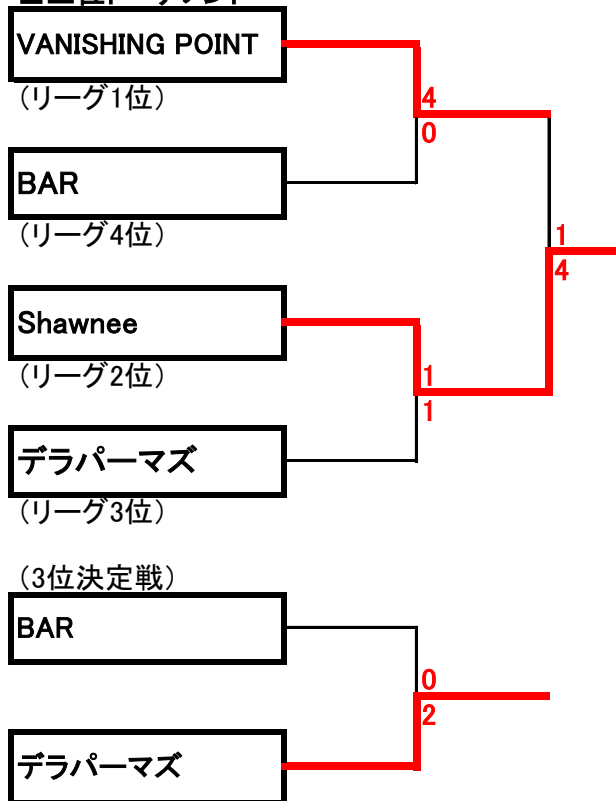 VANISHING POINT
(リーグ1位)
4
0
BAR
(リーグ4位)
1
4
Shawnee
(リーグ2位)
1
1
デラパーマズ
(リーグ3位)
(3位決定戦)
BAR
0
2
デラパーマズ